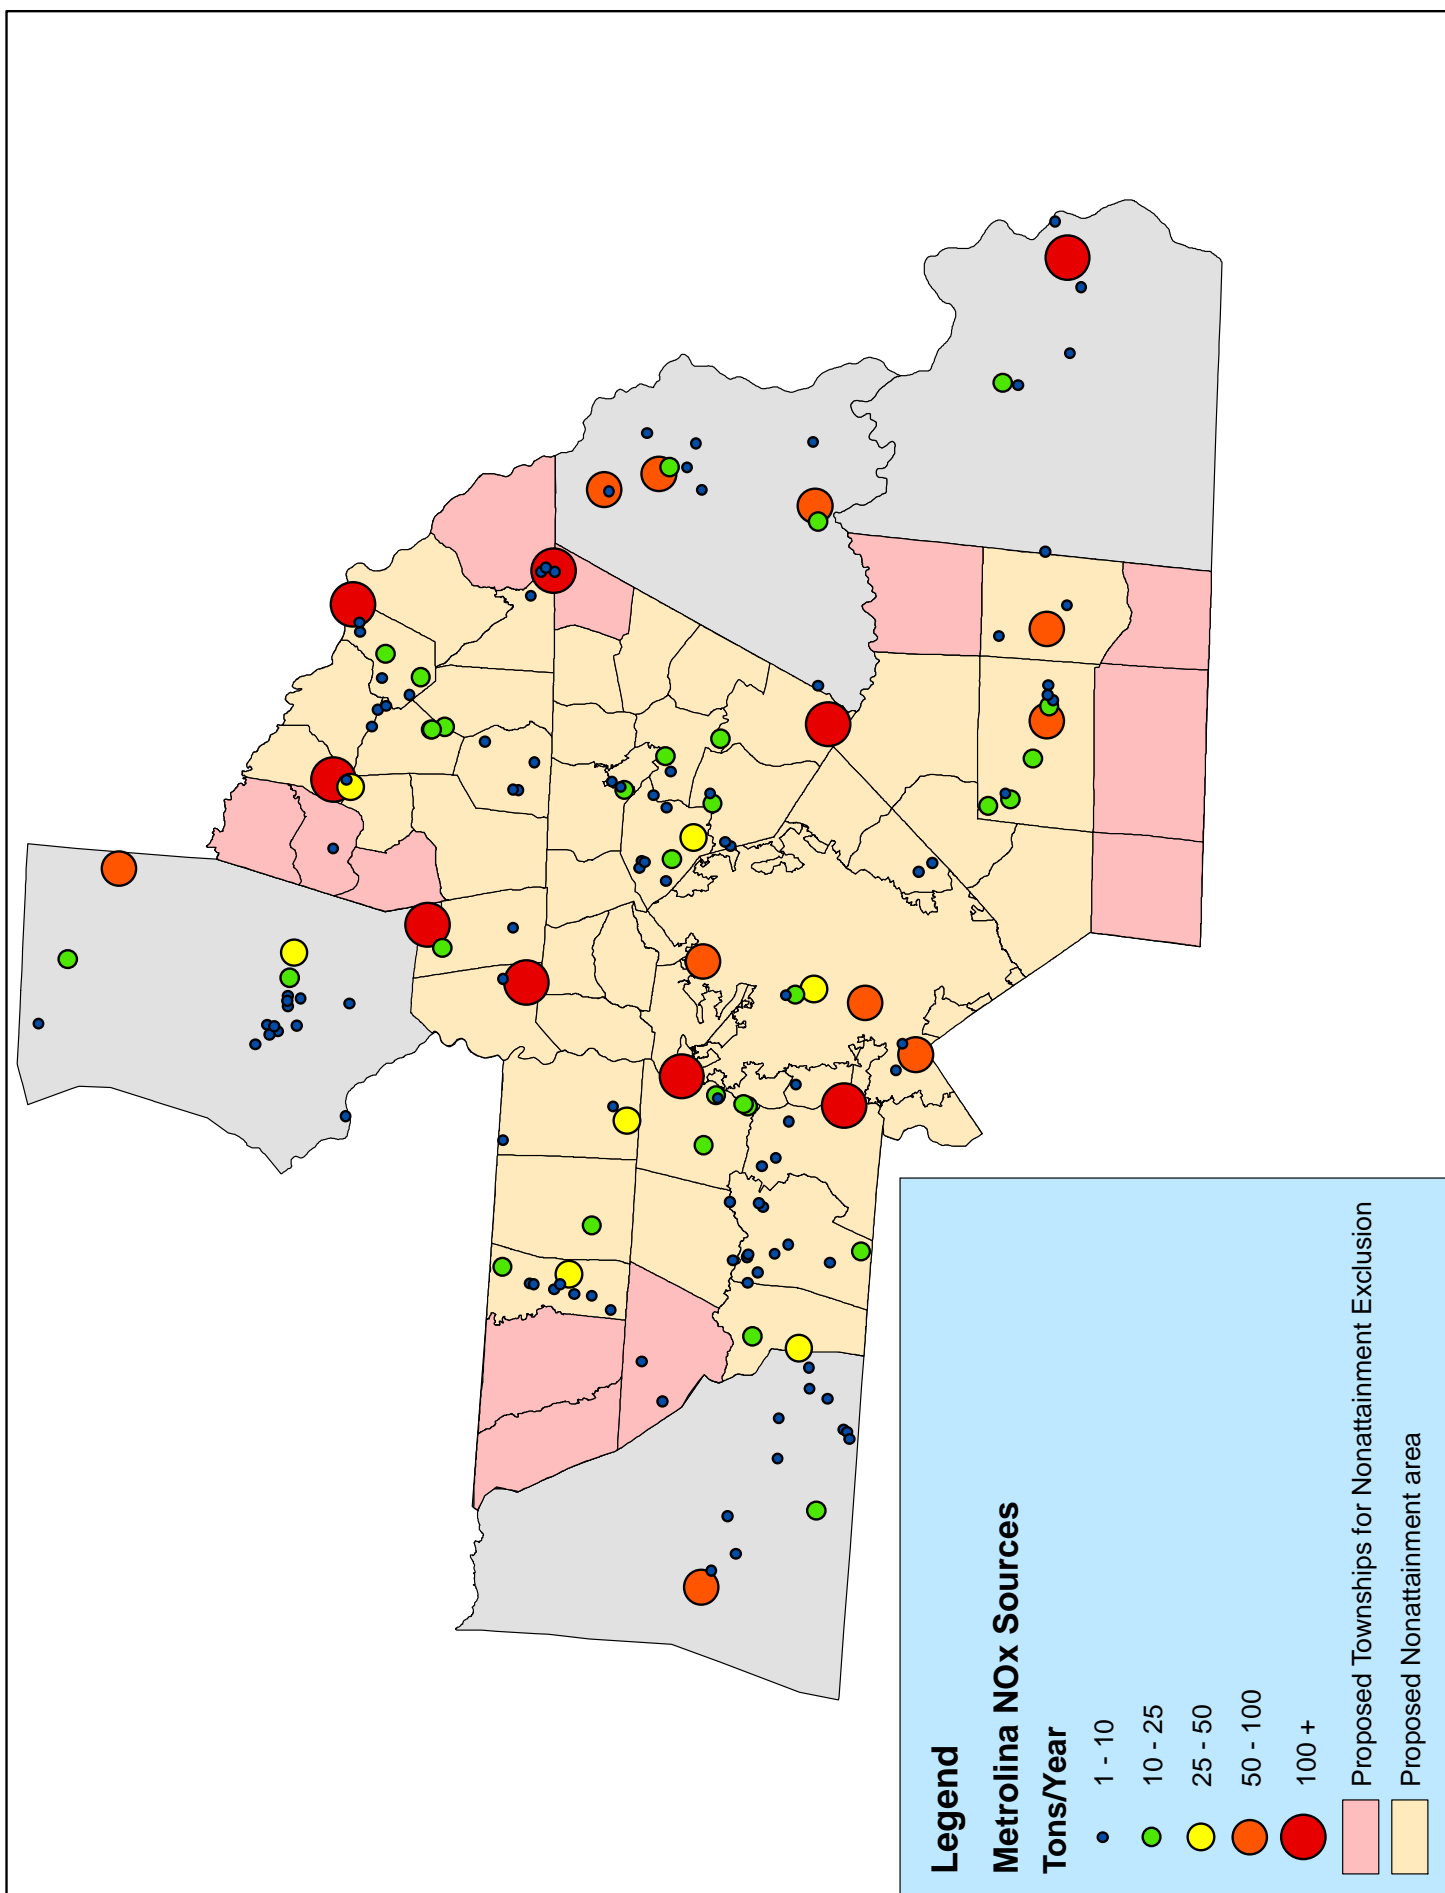 Legend
Metrolina NOx Sources
Tons/Year
1 - 10
10 - 25
25 - 50
50 - 100
100 +
Proposed Townships for Nonattainment Exclusion
Proposed Nonattainment area